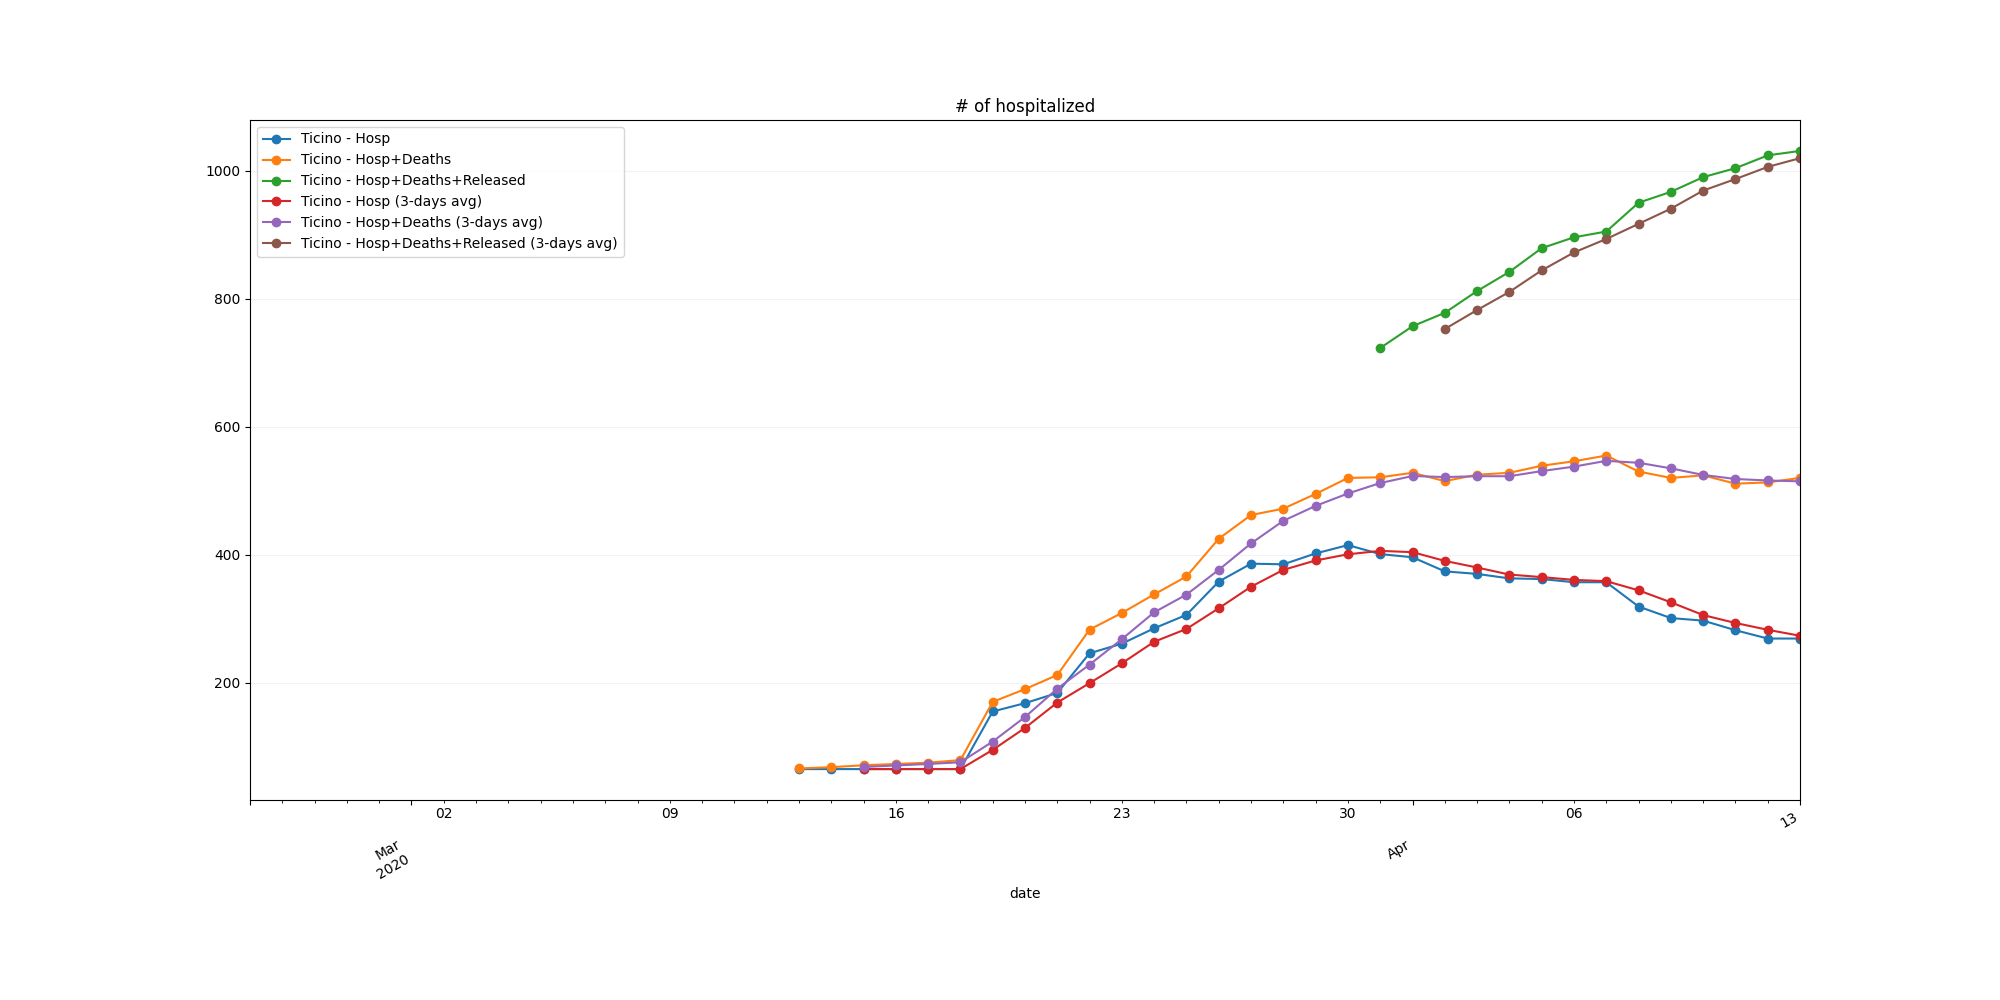 # of hospitalized
Ticino - Hosp
Ticino - Hosp+Deaths
Ticino - Hosp+Deaths+Released
Ticino - Hosp (3-days avg)
Ticino - Hosp+Deaths (3-days avg)
Ticino - Hosp+Deaths+Released (3-days avg)
1000
800
600
400
200
02 09 16 23 30 06 13
Mar Apr
2020
date